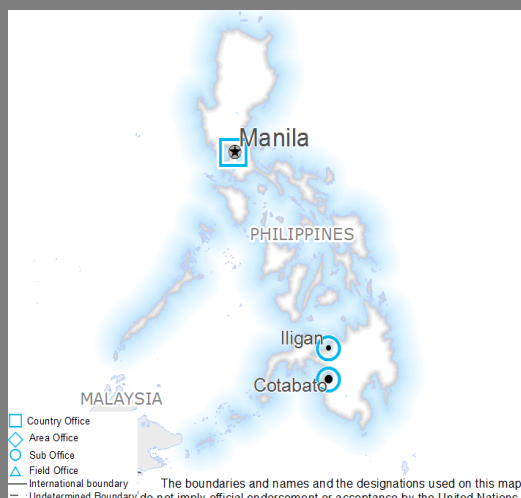 Manila
PHILIPPINES
Iligan
Cotabato
MALAYSIA
Country Office
Area Office
Sub Office
Field Office
International boundary
Undetermined Boundary
The boundaries and names and the designations used on this map
do not imply official endorsement or acceptance by the United Nations